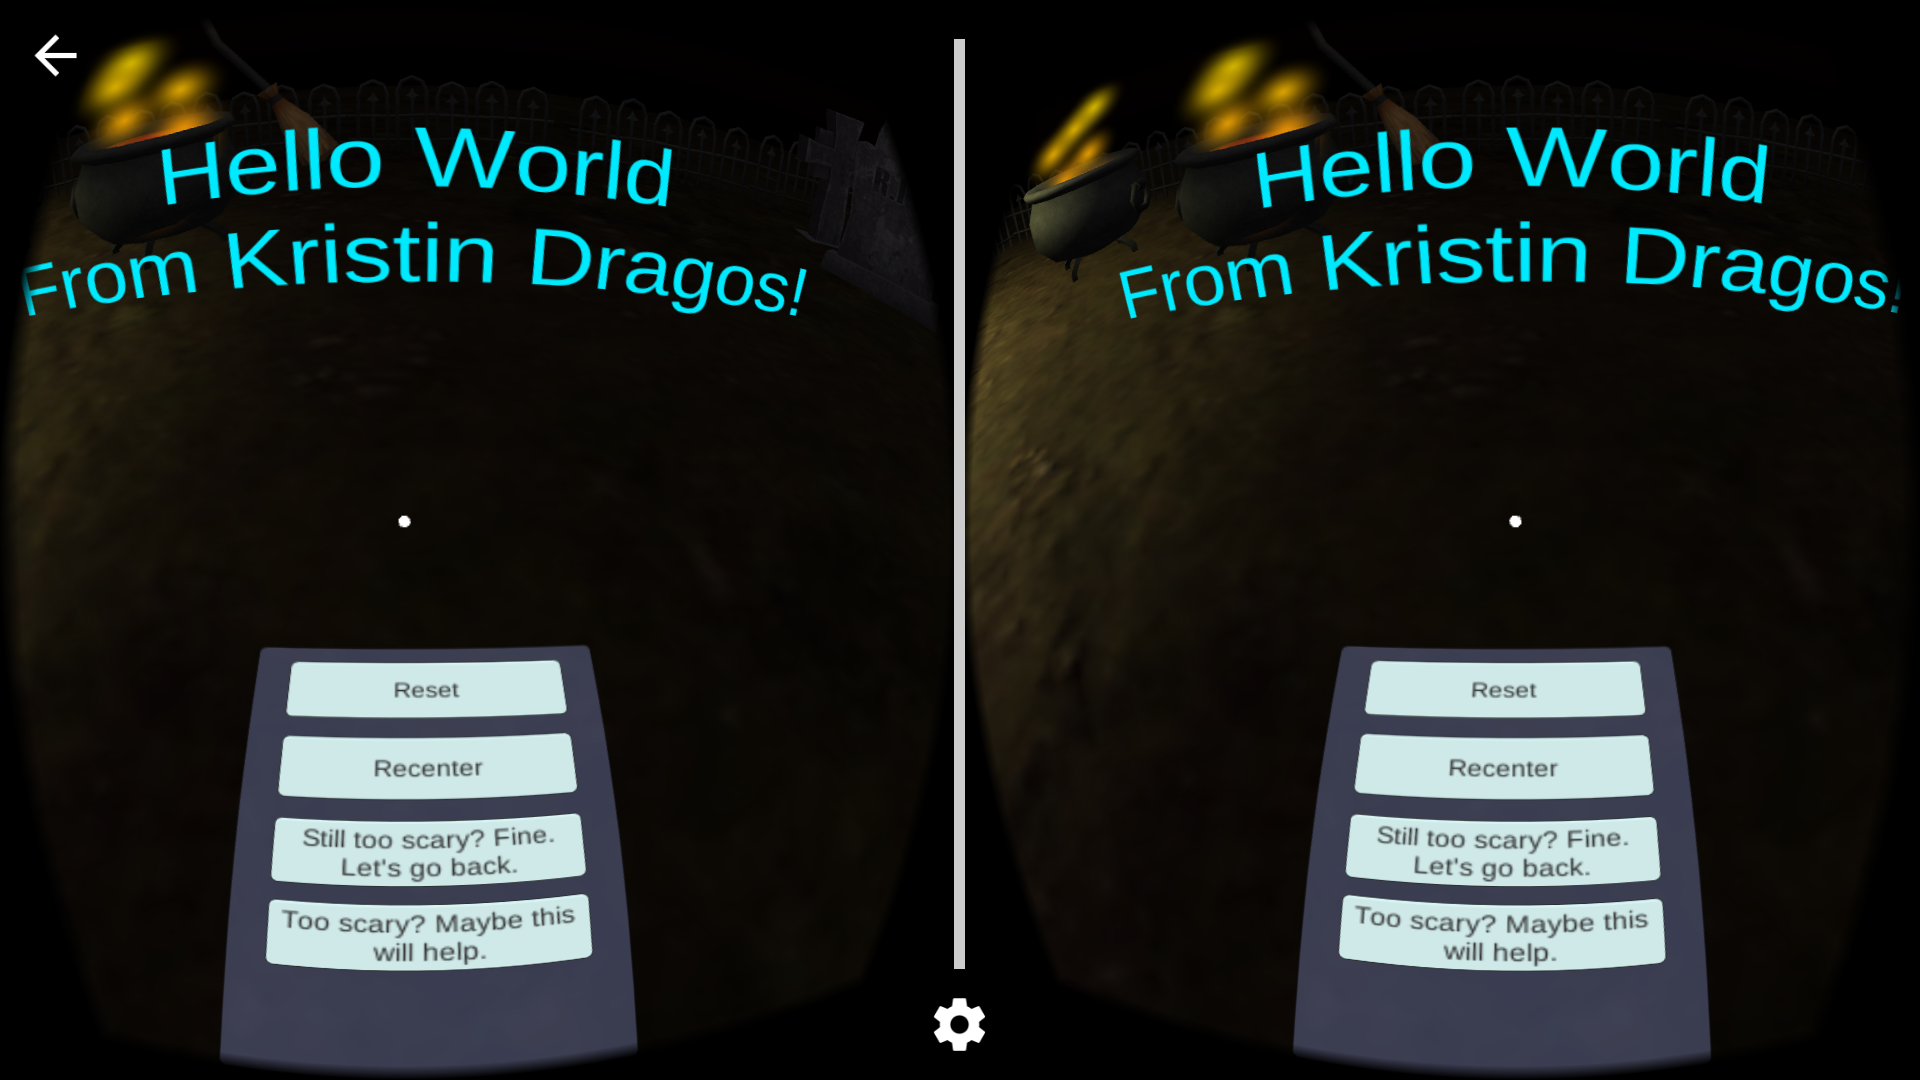 Hello World
From Kristin Dragos!
Reset
Recenter
Still too scary? Fine.
Let's go back.
Too scary? Maybe this
will help.
Hello World
From Kristin Dragos!
Reset
Recenter
Still too scary? Fine.
Let's go back.
Too scary? Maybe this
will help.